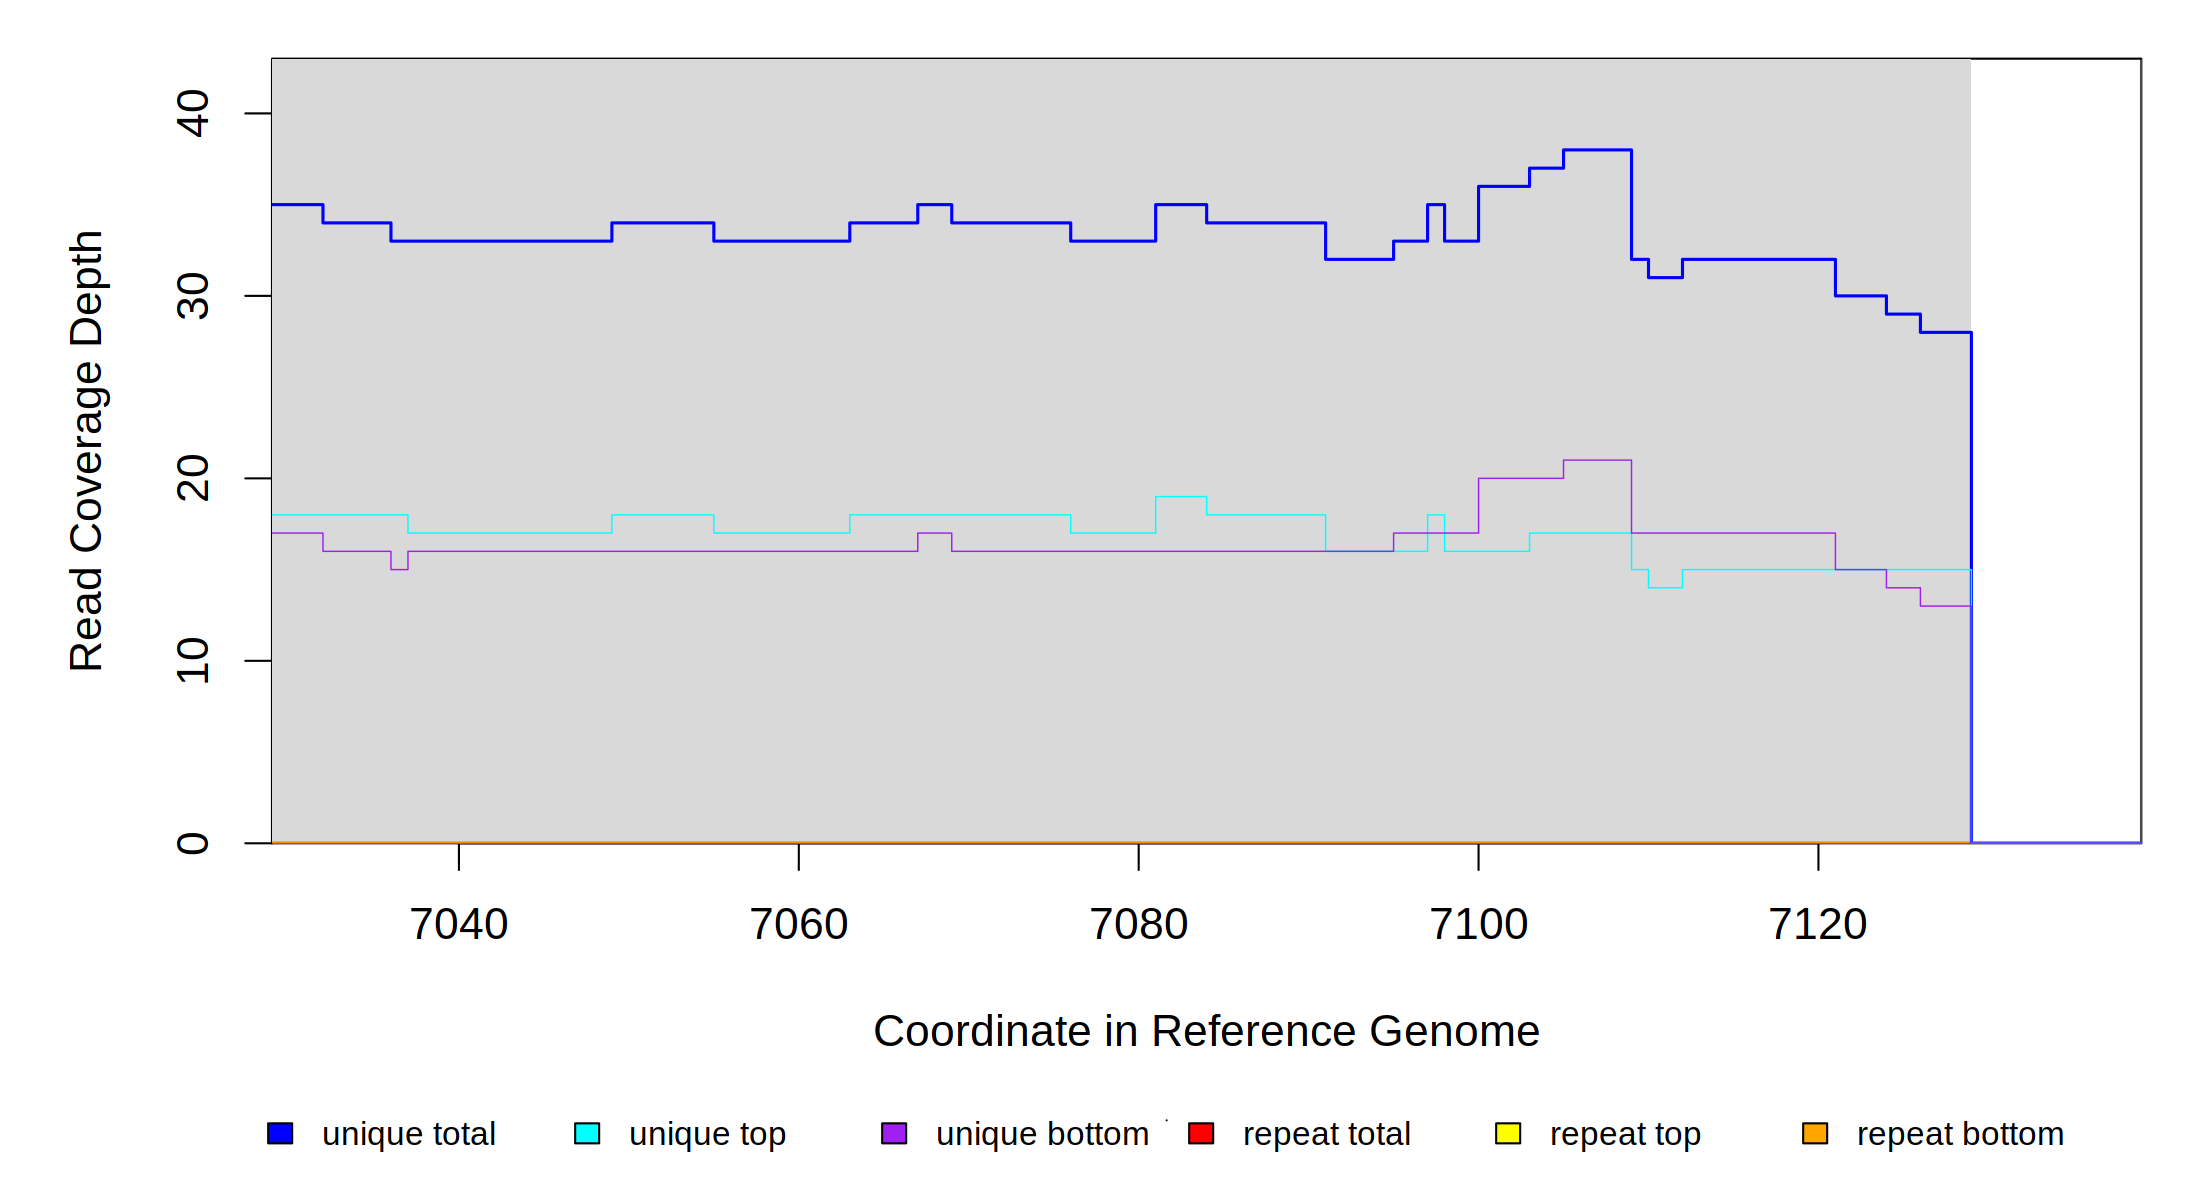 Read Coverage Depth
40
30
20
10
0
7040 7060 7080 7100 7120
Coordinate in Reference Genome
unique total unique top unique bottom repeat total repeat top repeat bottom